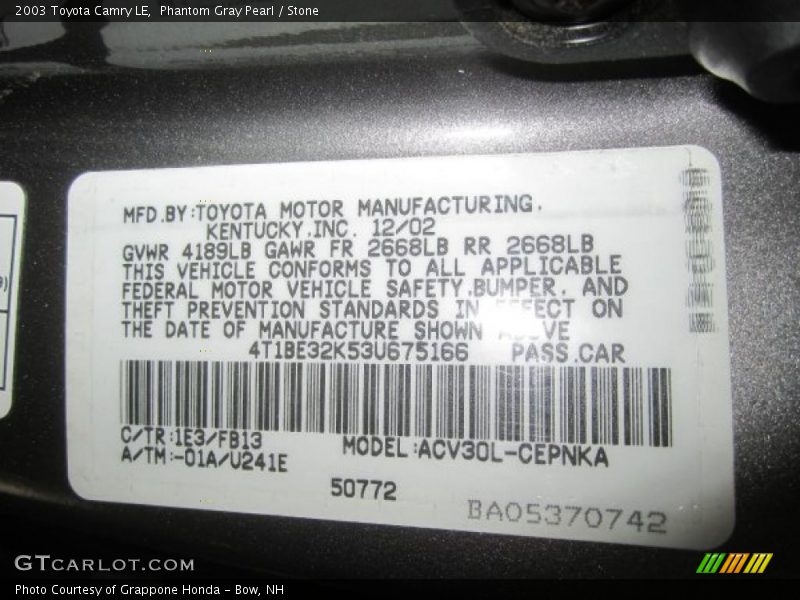 2003 Toyota Camry LE,  Phantom Gray Pearl / Stone
MFD.BY:TOYOTA MOTOR MANUFACTURING.
KENTUCKY,INC. 12/02
GVWR 4189LB GAWR FR 2668LB RR 2668LB
THIS VEHICLE CONFORMS TO ALL APPLICABLE
FEDERAL MOTOR VEHICLE SAFETY,BUMPER, AND
THEFT PREVENTION STANDARDS IN EFFECT ON
THE DATE OF MANUFACTURE SHOWN ABOVE
4T1BE32K53U675166 PASS.CAR
C/TR:1E3/FB13
A/TM:-01A/U241E
MODEL:ACV30L-CEPNKA
50772
BA05370742
GTCARLOT.COM
Photo Courtesy of Grappone Honda - Bow, NH